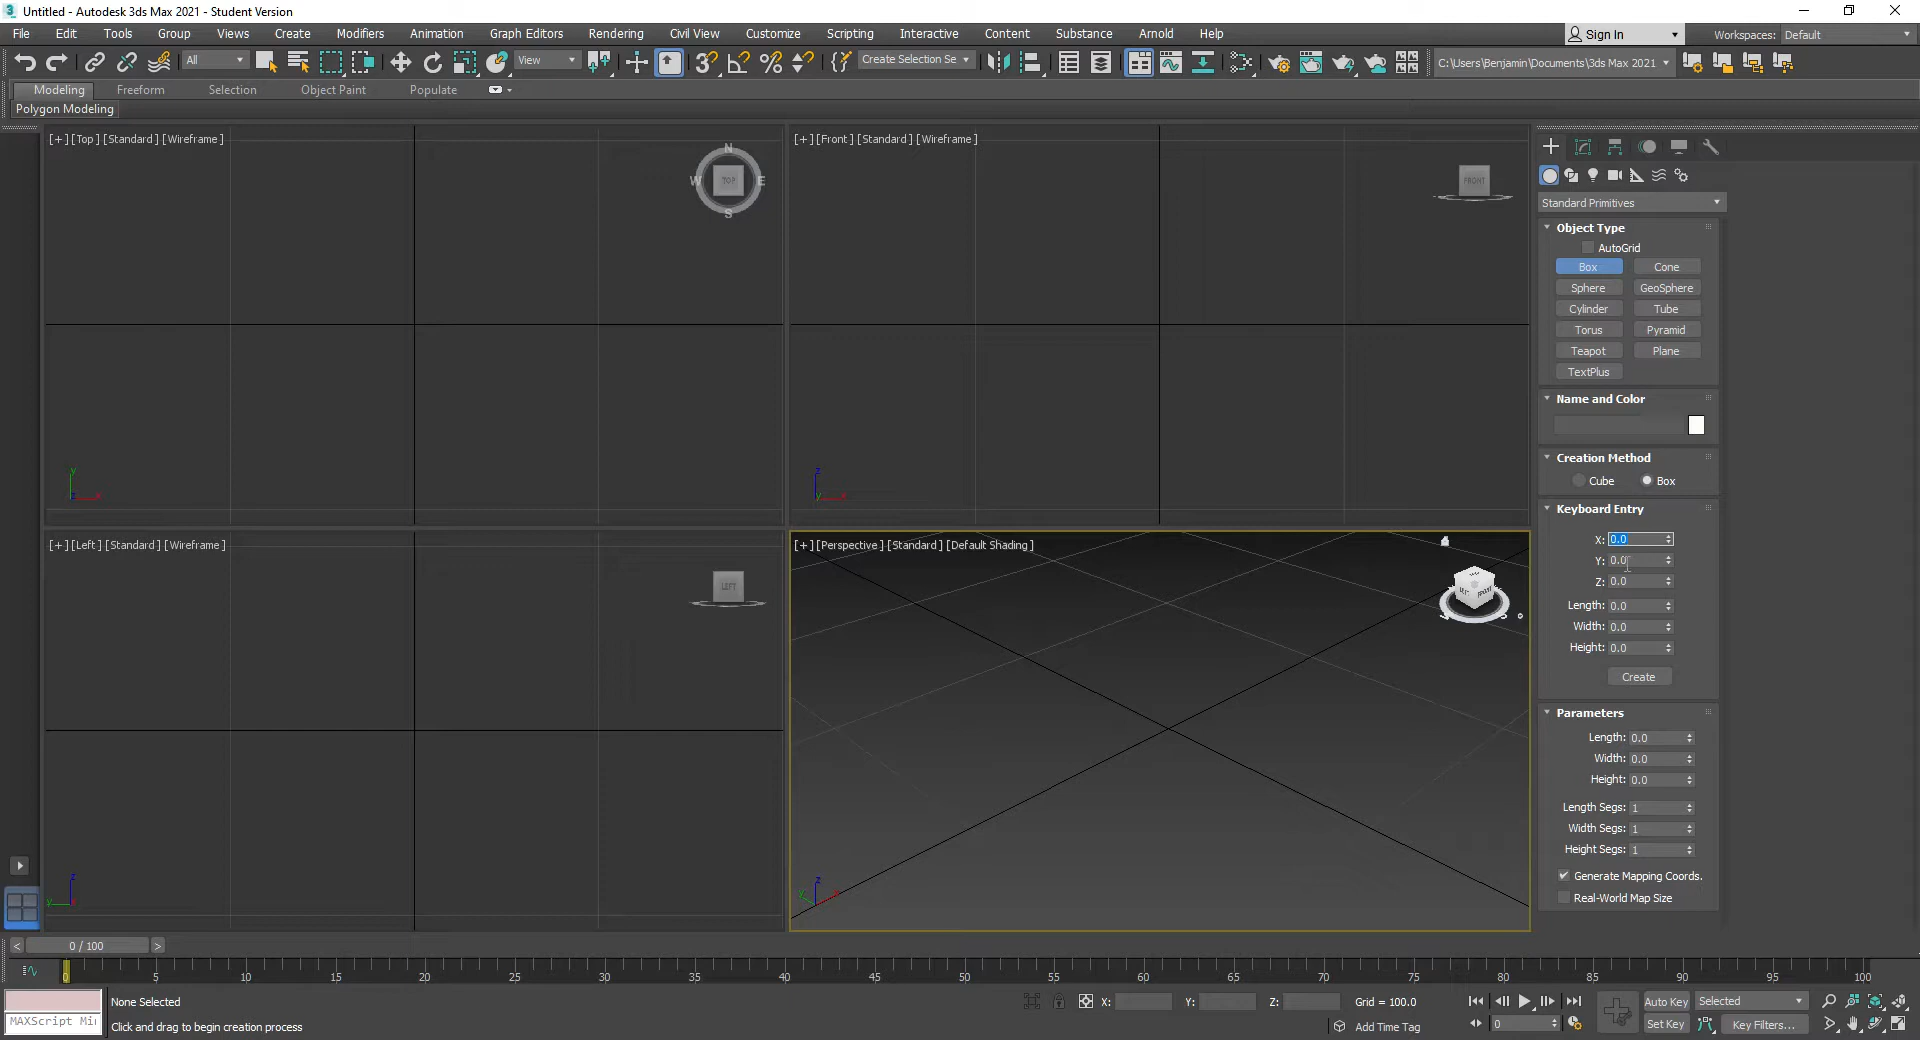 Untitled - Autodesk 3ds Max 2021 - Student Version
File Edit Tools Group Views Create Modifiers Animation Graph Editors Rendering Civil View Customize Scripting Interactive Content Substance Arnold Help Sign In Workspaces: Default
All View Create Selection Se C:\Users\Benjamin\Documents\3ds Max 2021
Modeling Freeform Selection Object Paint Populate
Polygon Modeling
[+] [Top] [Standard] [Wireframe]
N
W TOP E
S
[+] [Front] [Standard] [Wireframe]
FRONT
[+] [Left] [Standard] [Wireframe]
LEFT
[+] [Perspective] [Standard] [Default Shading]
Standard Primitives
Object Type
AutoGrid
Box Cone
Sphere GeoSphere
Cylinder Tube
Torus Pyramid
Teapot Plane
TextPlus
Name and Color
Creation Method
Cube Box
Keyboard Entry
X: 0.0
Y: 0.0
Z: 0.0
Length: 0.0
Width: 0.0
Height: 0.0
Create
Parameters
Length: 0.0
Width: 0.0
Height: 0.0
Length Segs: 1
Width Segs: 1
Height Segs: 1
Generate Mapping Coords.
Real-World Map Size
< 0 / 100 >
0 5 10 15 20 25 30 35 40 45 50 55 60 65 70 75 80 85 90 95 100
None Selected X: Y: Z: Grid = 100.0 Auto Key Selected
MAXScript Mi Click and drag to begin creation process Add Time Tag 0 Set Key Key Filters...